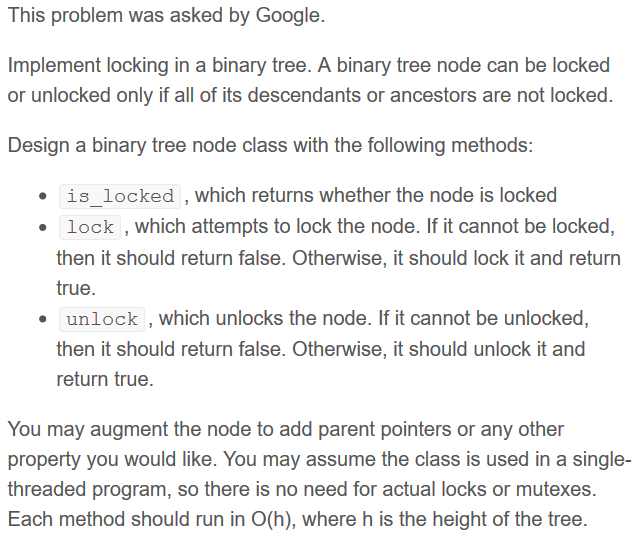 This problem was asked by Google.
Implement locking in a binary tree. A binary tree node can be locked
or unlocked only if all of its descendants or ancestors are not locked.
Design a binary tree node class with the following methods:
• is_locked , which returns whether the node is locked
• lock , which attempts to lock the node. If it cannot be locked,
then it should return false. Otherwise, it should lock it and return
true.
• unlock , which unlocks the node. If it cannot be unlocked,
then it should return false. Otherwise, it should unlock it and
return true.
You may augment the node to add parent pointers or any other
property you would like. You may assume the class is used in a single-
threaded program, so there is no need for actual locks or mutexes.
Each method should run in O(h), where h is the height of the tree.